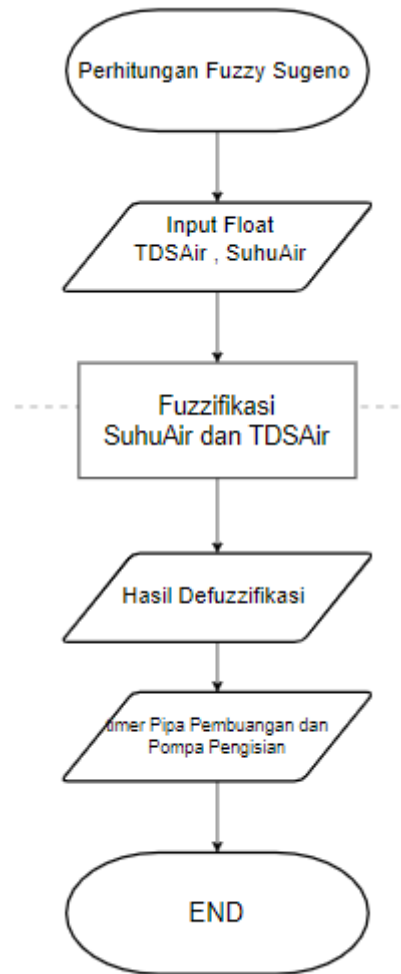 Perhitungan Fuzzy Sugeno
Input Float
TDSAir , SuhuAir
Fuzzifikasi
SuhuAir dan TDSAir
Hasil Defuzzifikasi
timer Pipa Pembuangan dan
Pompa Pengisian
END